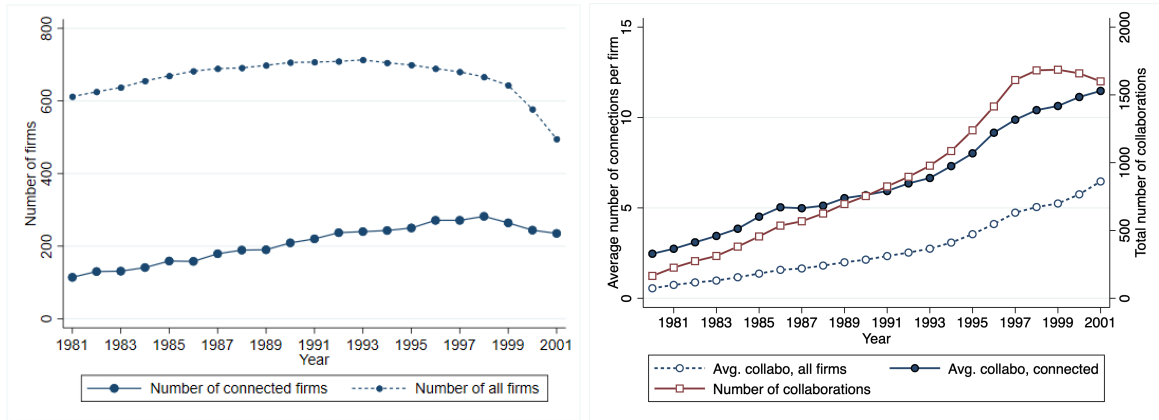 Number of firms
800
600
400
200
0
1981 1983 1985 1987 1989 1991 1993 1995 1997 1999 2001
Year
Number of connected firms Number of all firms
Average number of connections per firm
15
10
5
0
Total number of collaborations
2000
1500
1000
500
0
1981 1983 1985 1987 1989 1991 1993 1995 1997 1999 2001
Year
Avg. collabo, all firms Avg. collabo, connected
Number of collaborations